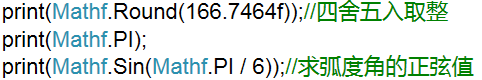 print(Mathf.Round(166.7464f));//四舍五入取整
print(Mathf.PI);
print(Mathf.Sin(Mathf.PI / 6));//求弧度角的正弦值